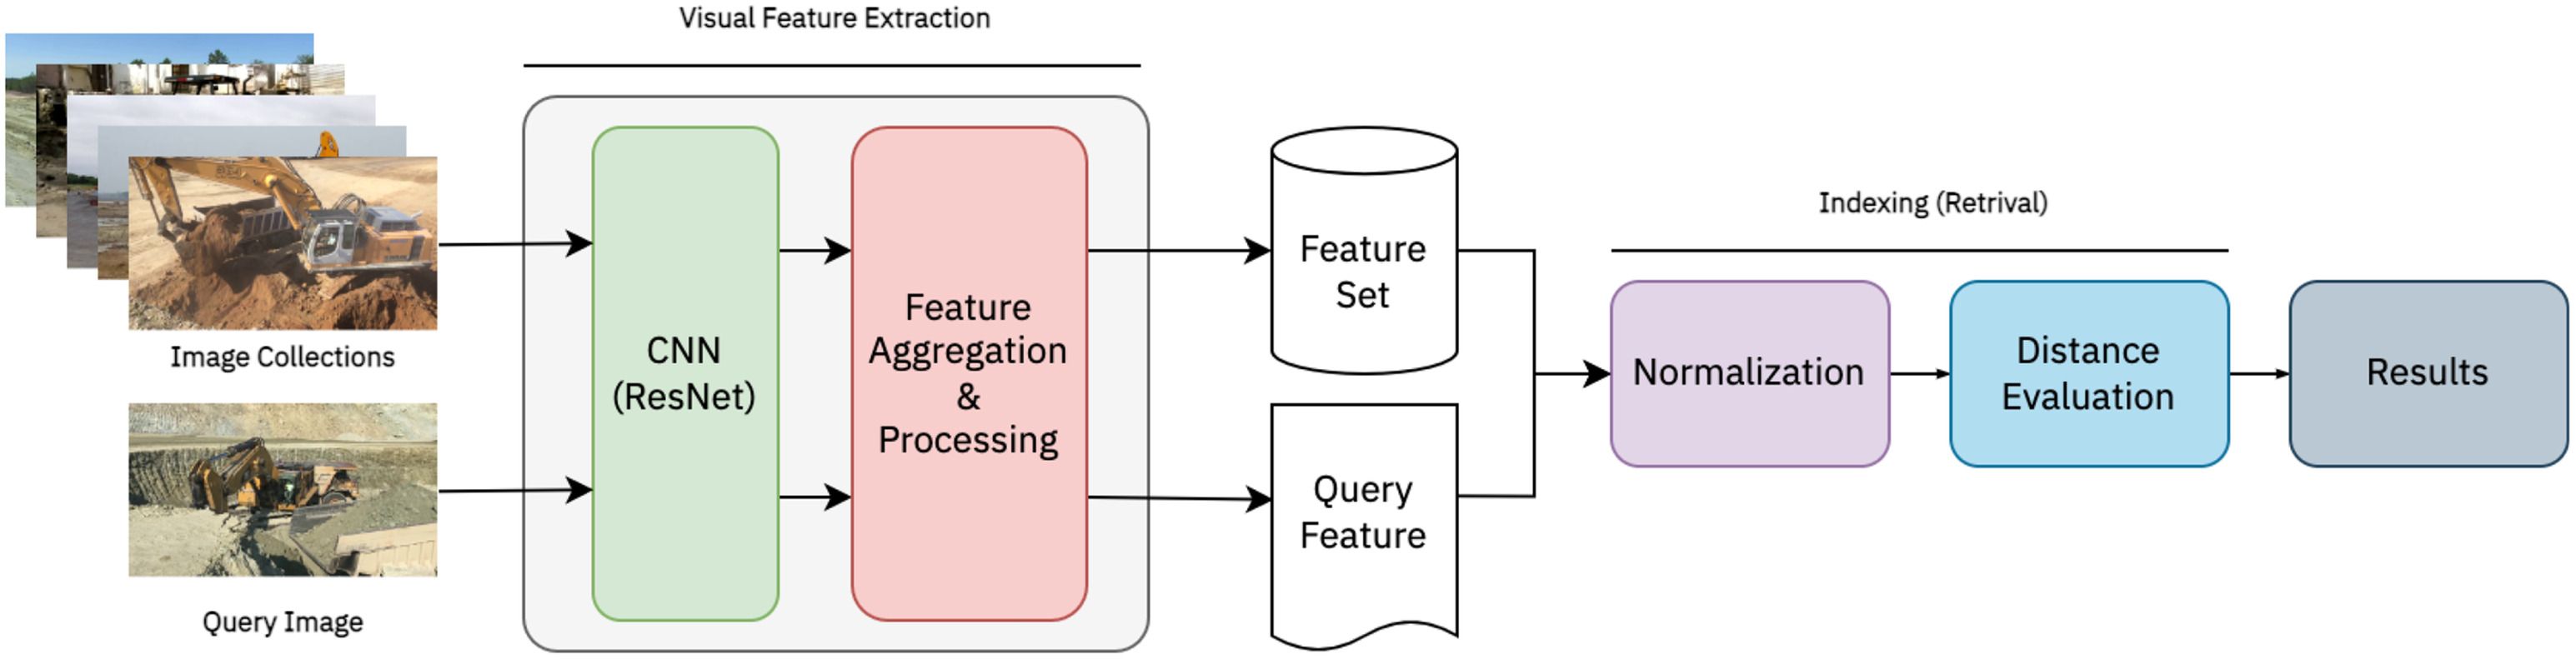 Visual Feature Extraction
Image Collections
Query Image
CNN
(ResNet)
Feature
Aggregation
&
Processing
Feature
Set
Query
Feature
Indexing (Retrival)
Normalization
Distance
Evaluation
Results